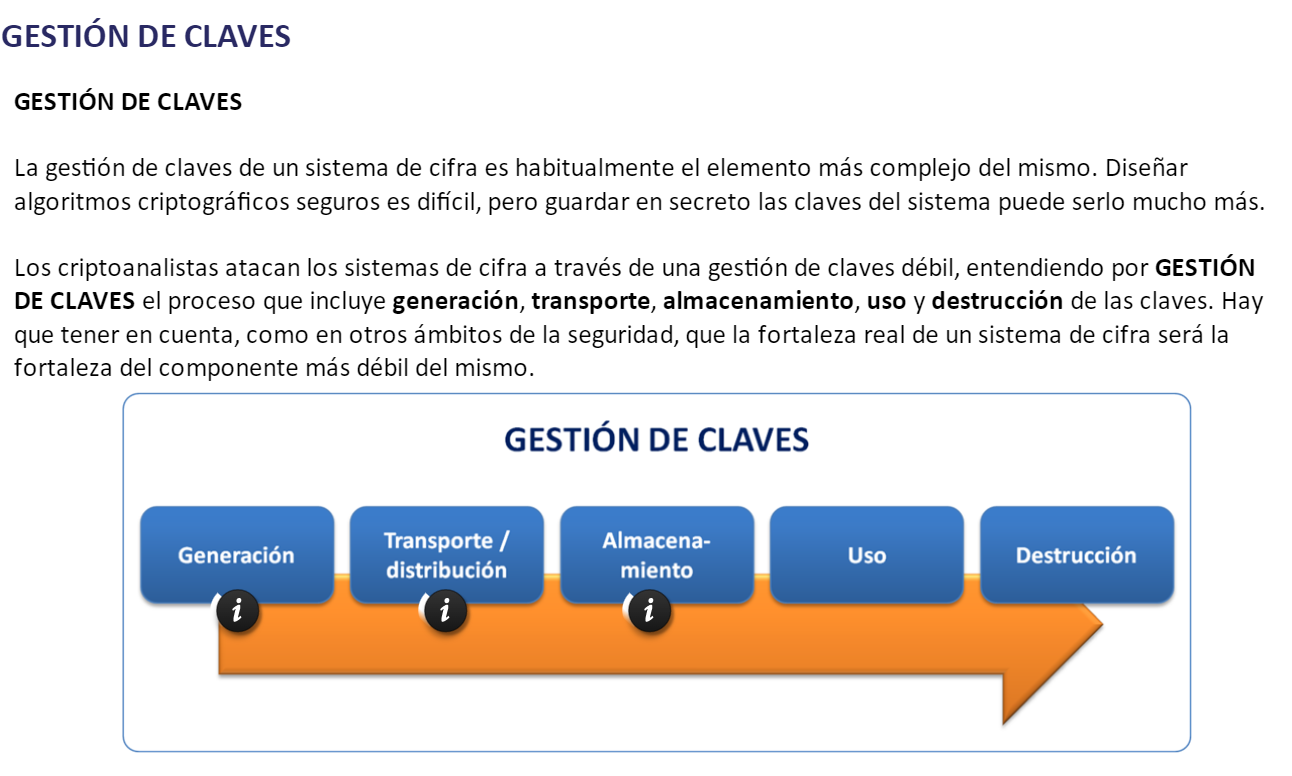 GESTIÓN DE CLAVES
GESTIÓN DE CLAVES
La gestión de claves de un sistema de cifra es habitualmente el elemento más complejo del mismo. Diseñar
algoritmos criptográficos seguros es difícil, pero guardar en secreto las claves del sistema puede serlo mucho más.
Los criptoanalistas atacan los sistemas de cifra a través de una gestión de claves débil, entendiendo por GESTIÓN
DE CLAVES el proceso que incluye generación, transporte, almacenamiento, uso y destrucción de las claves. Hay
que tener en cuenta, como en otros ámbitos de la seguridad, que la fortaleza real de un sistema de cifra será la
fortaleza del componente más débil del mismo.
GESTIÓN DE CLAVES
Generación
Transporte /
distribución
Almacena-
miento
Uso
Destrucción
i
i
i